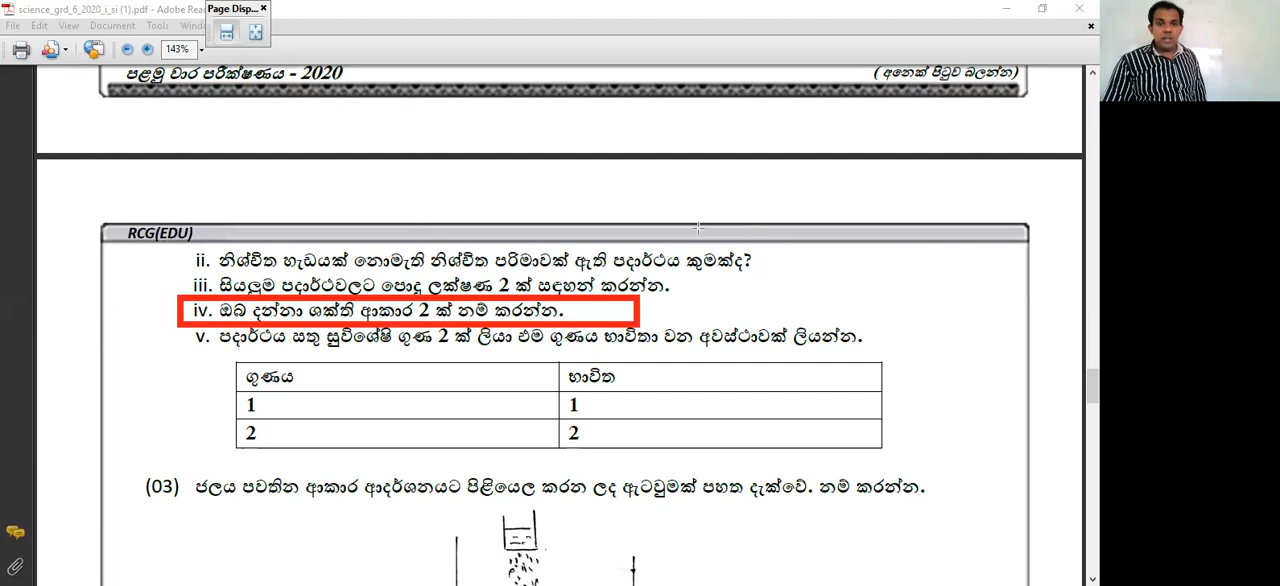 science_grd_6_2020_i_si (1).pdf - Adobe Rea
Page Disp...
File Edit View Document Tools
143%
පළමු වාර පරීක්ෂණය - 2020
( අනෙක් පිටුව බලන්න)
RCG(EDU)
ii. නිශ්චිත හැඩයක් නොමැති නිශ්චිත පරිමාවක් ඇති පදාර්ථය කුමක්ද?
iii. සියලුම පදාර්ථවලට පොදු ලක්ෂණ 2 ක් සඳහන් කරන්න.
iv. ඔබ දන්නා ශක්ති ආකාර 2 ක් නම් කරන්න.
v. පදාර්ථය සතු සුවිශේෂි ගුණ 2 ක් ලියා එම ගුණය භාවිතා වන අවස්ථාවක් ලියන්න.
ගුණය භාවිත
1 1
2 2
(03) ජලය පවතින ආකාර ආදර්ශනයට පිළියෙල කරන ලද ඇටවුමක් පහත දැක්වේ. නම් කරන්න.